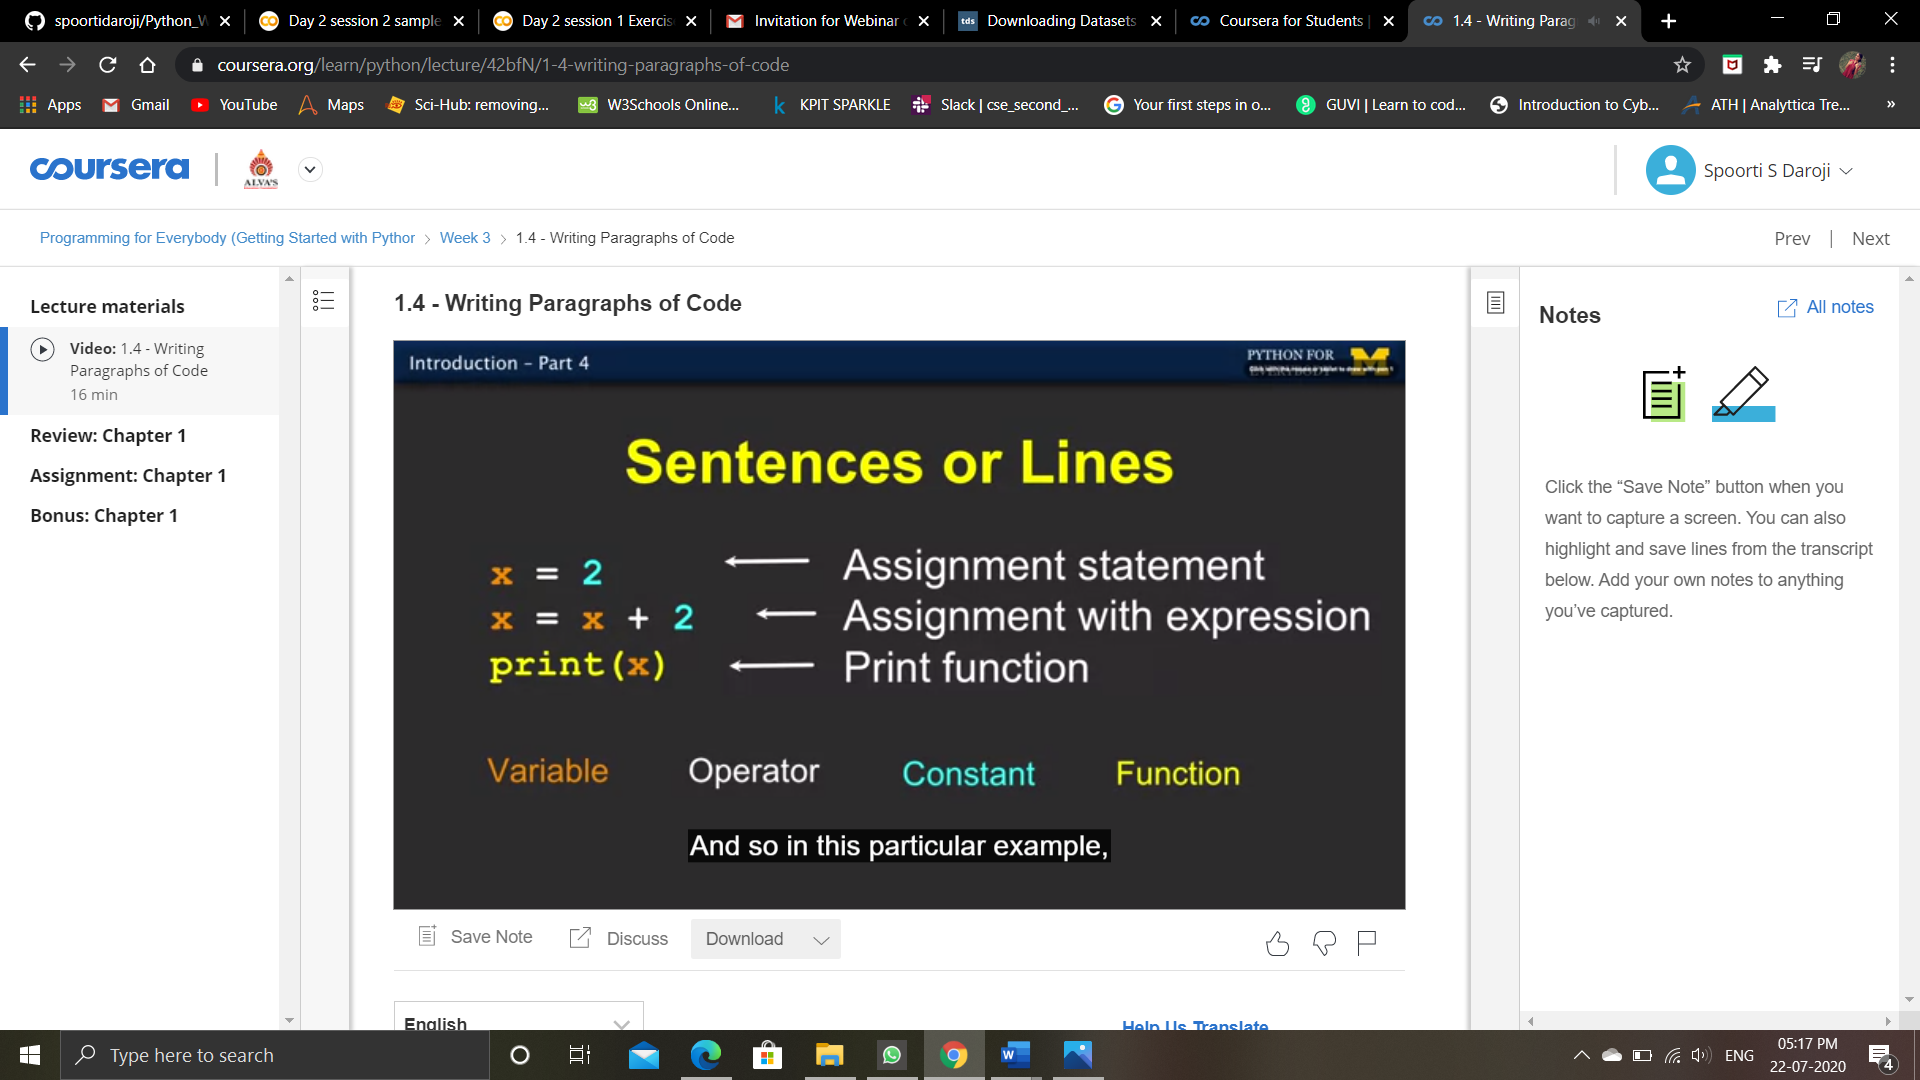 spoortidaroji/Python_W
Day 2 session 2 sample
Day 2 session 1 Exercis
Invitation for Webinar
tds
Downloading Datasets
Coursera for Students
1.4 - Writing Parag
coursera.org/learn/python/lecture/42bfN/1-4-writing-paragraphs-of-code
Apps
Gmail
YouTube
Maps
Sci-Hub: removing...
W3Schools Online...
KPIT SPARKLE
Slack | cse_second_...
Your first steps in o...
GUVI | Learn to cod...
Introduction to Cyb...
ATH | Analyttica Tre...
»
coursera
ALVA'S
Spoorti S Daroji
Programming for Everybody (Getting Started with Pythor
Week 3
1.4 - Writing Paragraphs of Code
Prev | Next
Lecture materials
Video: 1.4 - Writing
Paragraphs of Code
16 min
Review: Chapter 1
Assignment: Chapter 1
Bonus: Chapter 1
1.4 - Writing Paragraphs of Code
Introduction – Part 4
PYTHON FOR
EVERYBODY
M
Sentences or Lines
x = 2
Assignment statement
x = x + 2
Assignment with expression
print(x)
Print function
Variable
Operator
Constant
Function
And so in this particular example,
Save Note
Discuss
Download
English
Help Us Translate
Notes
All notes
Click the “Save Note” button when you
want to capture a screen. You can also
highlight and save lines from the transcript
below. Add your own notes to anything
you’ve captured.
Type here to search
ENG
05:17 PM
22-07-2020
4